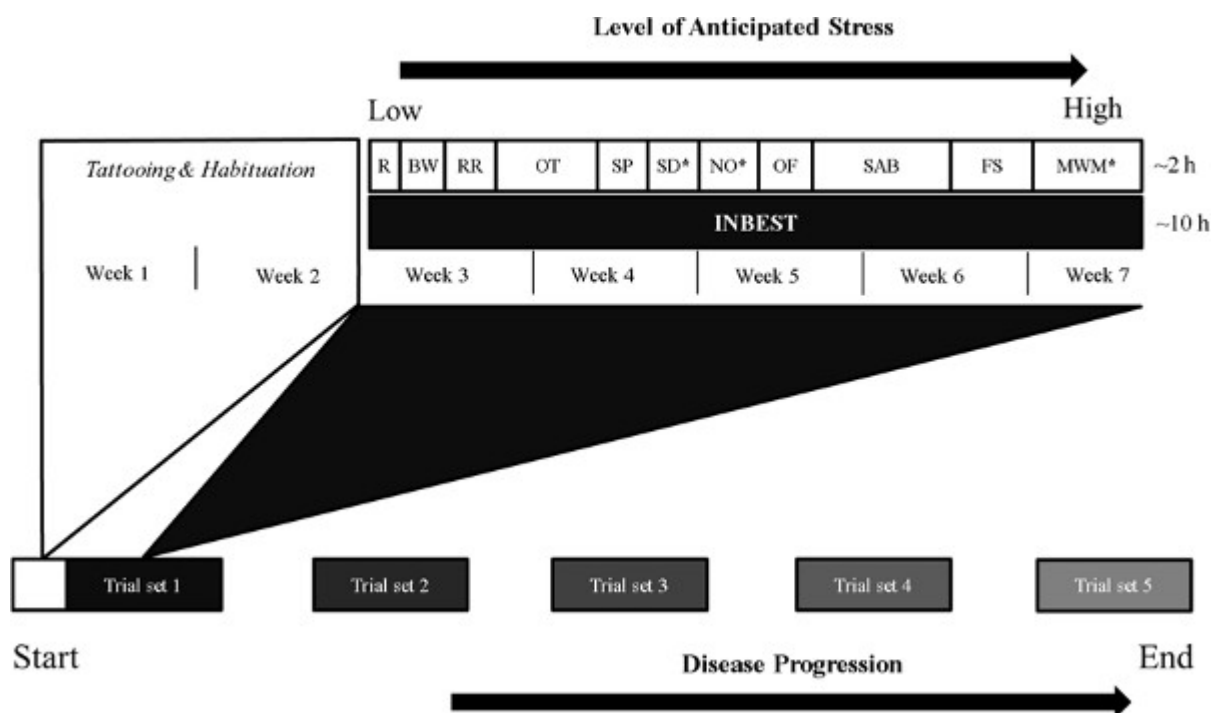 Level of Anticipated Stress
Low High
Tattooing & Habituation R BW RR OT SP SD* NO* OF SAB FS MWM* ~2 h
INBEST ~10 h
Week 1 Week 2 Week 3 Week 4 Week 5 Week 6 Week 7
Trial set 1 Trial set 2 Trial set 3 Trial set 4 Trial set 5
Start End
Disease Progression